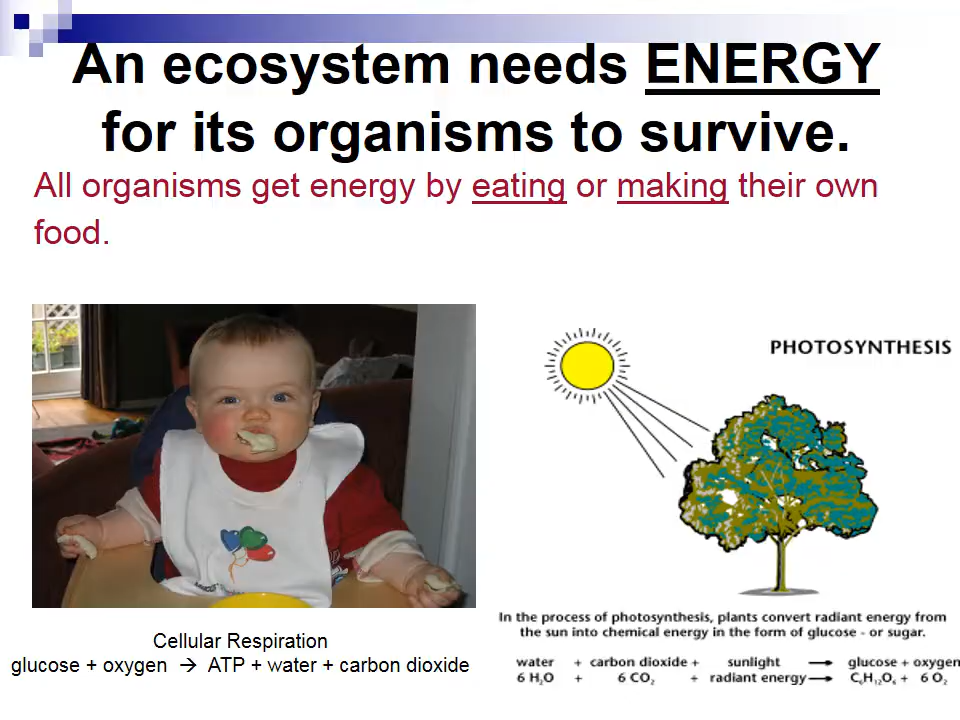 An ecosystem needs ENERGY
for its organisms to survive.
All organisms get energy by eating or making their own
food.
PHOTOSYNTHESIS
In the process of photosynthesis, plants convert radiant energy from
the sun into chemical energy in the form of glucose - or sugar.
water + carbon dioxide + sunlight → glucose + oxygen
6 H₂O + 6 CO₂ + radiant energy → C₆H₁₂O₆ + 6 O₂
Cellular Respiration
glucose + oxygen → ATP + water + carbon dioxide